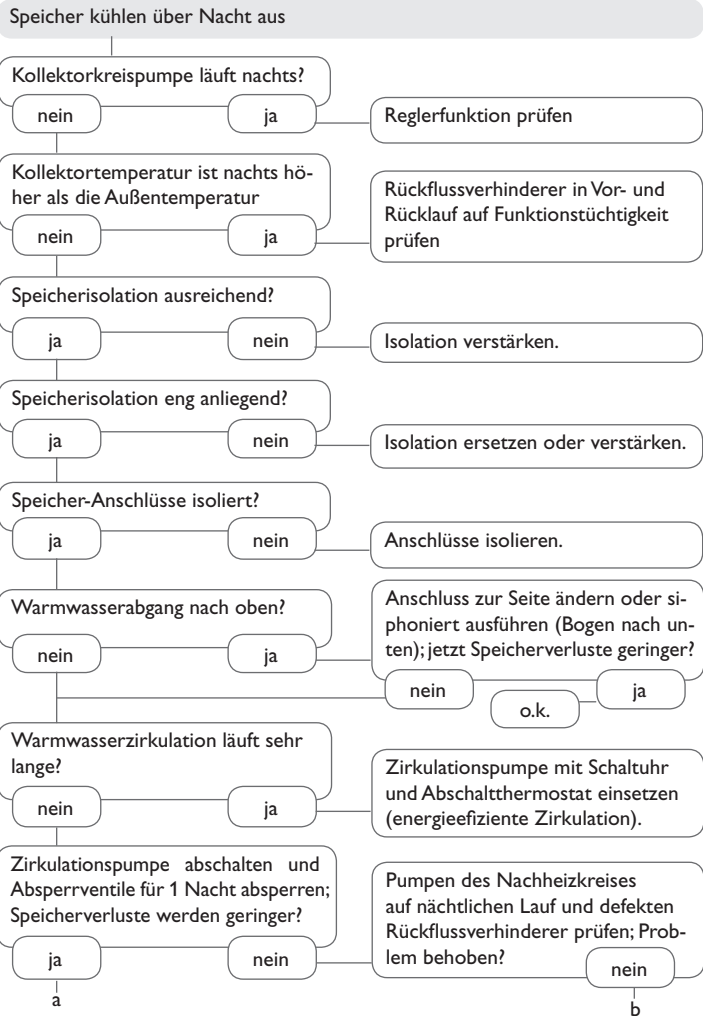 Speicher kühlen über Nacht aus
Kollektorkreispumpe läuft nachts?
nein
ja
Reglerfunktion prüfen
Kollektortemperatur ist nachts hö-
her als die Außentemperatur
nein
ja
Rückflussverhinderer in Vor- und
Rücklauf auf Funktionstüchtigkeit
prüfen
Speicherisolation ausreichend?
ja
nein
Isolation verstärken.
Speicherisolation eng anliegend?
ja
nein
Isolation ersetzen oder verstärken.
Speicher-Anschlüsse isoliert?
ja
nein
Anschlüsse isolieren.
Warmwasserabgang nach oben?
nein
ja
Anschluss zur Seite ändern oder si-
phoniert ausführen (Bogen nach un-
ten); jetzt Speicherverluste geringer?
nein
ja
o.k.
Warmwasserzirkulation läuft sehr
lange?
nein
ja
Zirkulationspumpe mit Schaltuhr
und Abschaltthermostat einsetzen
(energieefiziente Zirkulation).
Zirkulationspumpe abschalten und
Absperrventile für 1 Nacht absperren;
Speicherverluste werden geringer?
ja
nein
Pumpen des Nachheizkreises
auf nächtlichen Lauf und defekten
Rückflussverhinderer prüfen; Prob-
lem behoben?
nein
a
b